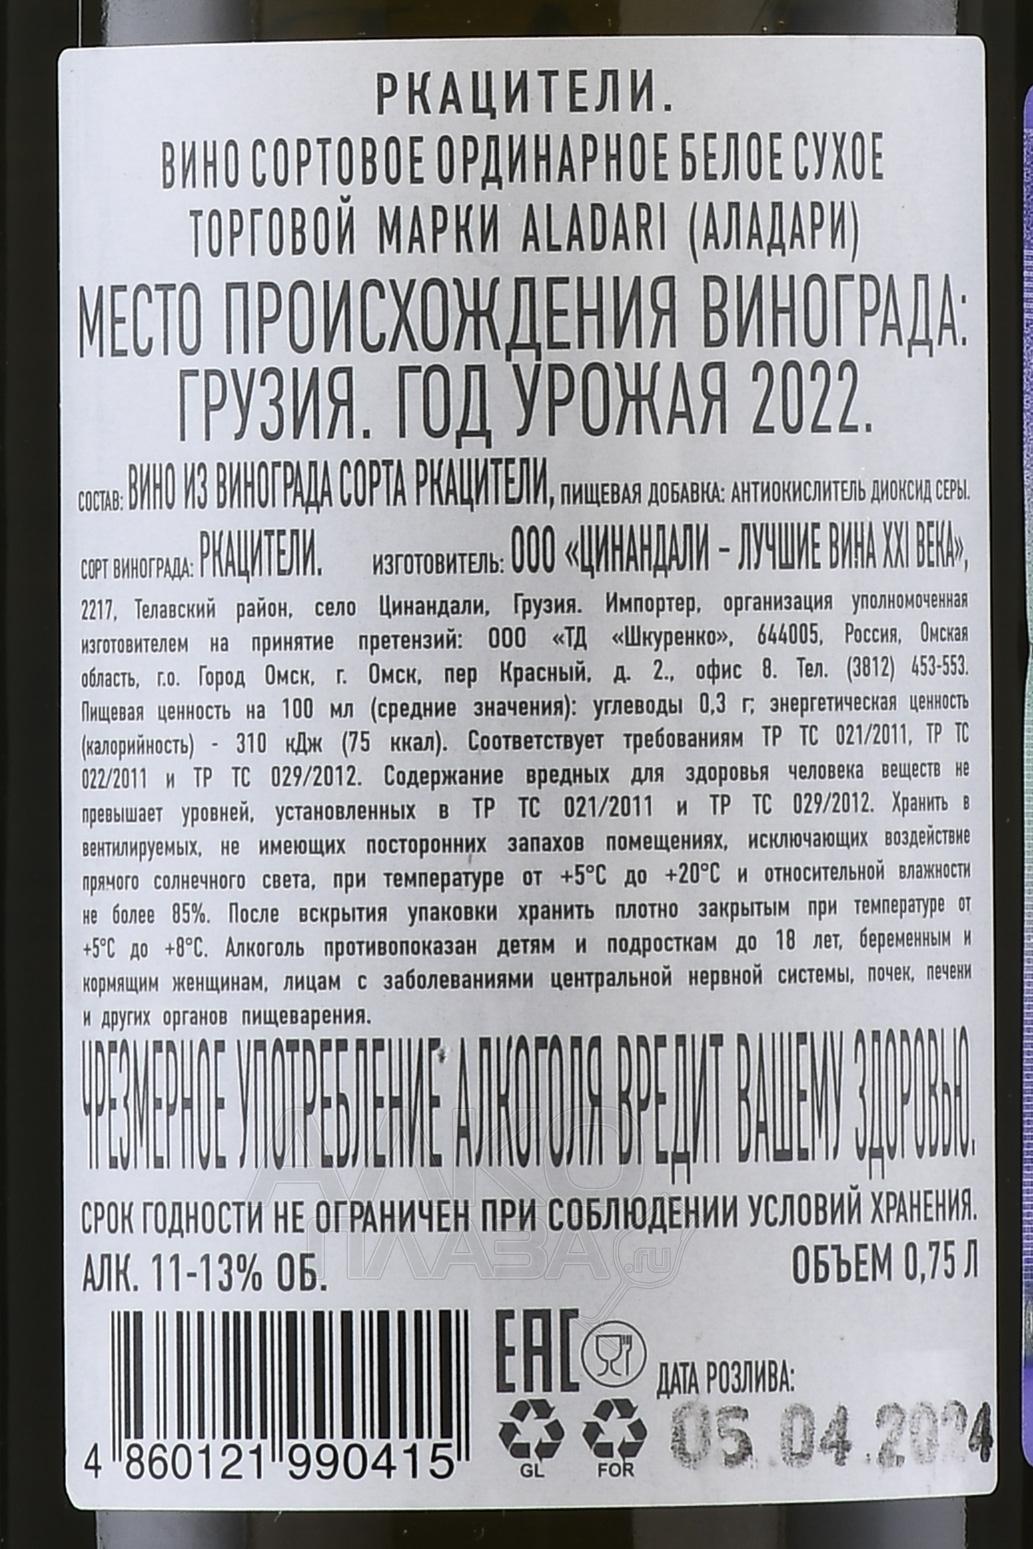 РКАЦИТЕЛИ.
ВИНО СОРТОВОЕ ОРДИНАРНОЕ БЕЛОЕ СУХОЕ
ТОРГОВОЙ МАРКИ ALADARI (АЛАДАРИ)
МЕСТО ПРОИСХОЖДЕНИЯ ВИНОГРАДА:
ГРУЗИЯ. ГОД УРОЖАЯ 2022.
СОСТАВ: ВИНО ИЗ ВИНОГРАДА СОРТА РКАЦИТЕЛИ, ПИЩЕВАЯ ДОБАВКА: АНТИОКИСЛИТЕЛЬ ДИОКСИД СЕРЫ.
СОРТ ВИНОГРАДА: РКАЦИТЕЛИ. ИЗГОТОВИТЕЛЬ: ООО «ЦИНАНДАЛИ – ЛУЧШИЕ ВИНА XXI ВЕКА»,
2217, Телавский район, село Цинандали, Грузия. Импортер, организация уполномоченная
изготовителем на принятие претензий: ООО «ТД «Шкуренко», 644005, Россия, Омская
область, г.о. Город Омск, г. Омск, пер Красный, д. 2., офис 8. Тел. (3812) 453-553.
Пищевая ценность на 100 мл (средние значения): углеводы 0,3 г; энергетическая ценность
(калорийность) - 310 кДж (75 ккал). Соответствует требованиям ТР ТС 021/2011, ТР ТС
022/2011 и ТР ТС 029/2012. Содержание вредных для здоровья человека веществ не
превышает уровней, установленных в ТР ТС 021/2011 и ТР ТС 029/2012. Хранить в
вентилируемых, не имеющих посторонних запахов помещениях, исключающих воздействие
прямого солнечного света, при температуре от +5°С до +20°С и относительной влажности
не более 85%. После вскрытия упаковки хранить плотно закрытым при температуре от
+5°С до +8°С. Алкоголь противопоказан детям и подросткам до 18 лет, беременным и
кормящим женщинам, лицам с заболеваниями центральной нервной системы, почек, печени
и других органов пищеварения.
ЧРЕЗМЕРНОЕ УПОТРЕБЛЕНИЕ АЛКОГОЛЯ ВРЕДИТ ВАШЕМУ ЗДОРОВЬЮ.
СРОК ГОДНОСТИ НЕ ОГРАНИЧЕН ПРИ СОБЛЮДЕНИИ УСЛОВИЙ ХРАНЕНИЯ.
АЛК. 11-13% ОБ. ОБЪЕМ 0,75 Л
АЛКО
ПЛАЗА.ru
EAC
ДАТА РОЗЛИВА:
05.04.2024
GL FOR
4 860121 990415